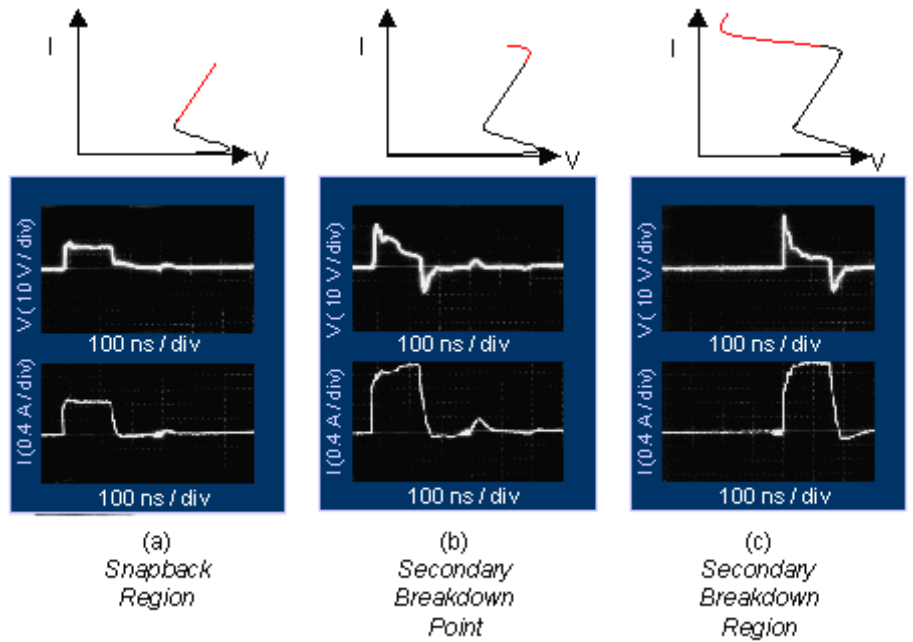 I
V
I
V
I
V
V (10 V / div)
100 ns / div
I (0.4 A / div)
100 ns / div
V (10 V / div)
100 ns / div
I (0.4 A / div)
100 ns / div
V (10 V / div)
100 ns / div
I (0.4 A / div)
100 ns / div
(a)
Snapback
Region
(b)
Secondary
Breakdown
Point
(c)
Secondary
Breakdown
Region